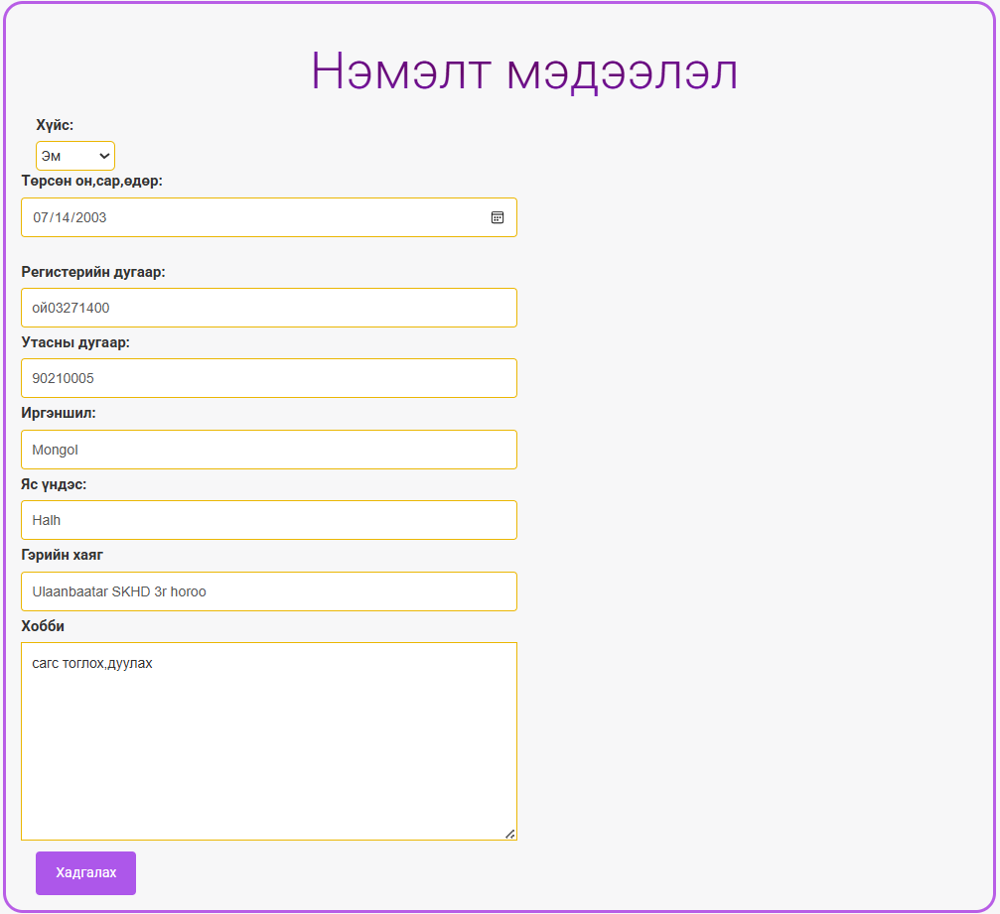 Нэмэлт мэдээлэл
Хүйс:
Эм
Төрсөн он,сар,өдөр:
07/14/2003
Регистерийн дугаар:
ой03271400
Утасны дугаар:
90210005
Иргэншил:
Mongol
Яс үндэс:
Halh
Гэрийн хаяг
Ulaanbaatar SKHD 3r horoo
Хобби
сагс тоглох,дуулах
Хадгалах